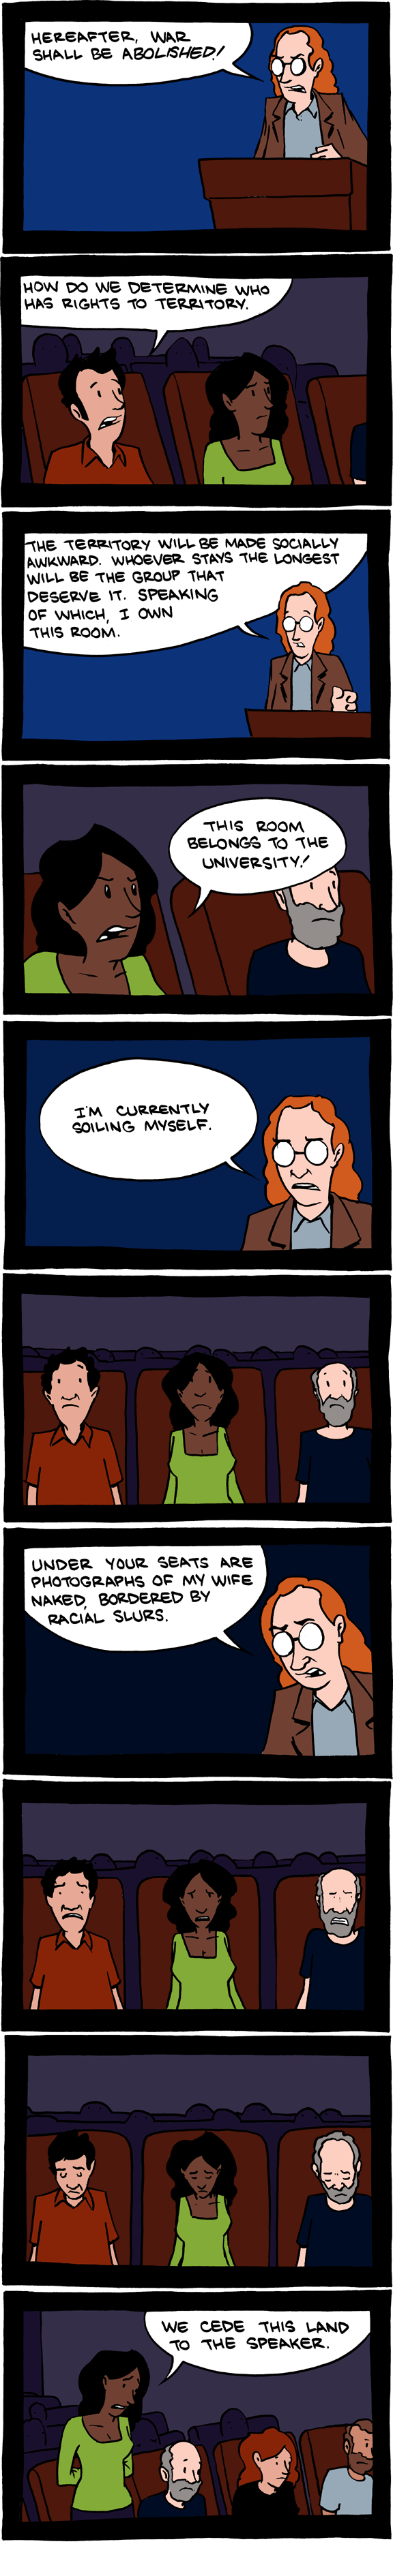 HEREAFTER, WAR
SHALL BE ABOLISHED!
HOW DO WE DETERMINE WHO
HAS RIGHTS TO TERRITORY.
THE TERRITORY WILL BE MADE SOCIALLY
AWKWARD. WHOEVER STAYS THE LONGEST
WILL BE THE GROUP THAT
DESERVE IT. SPEAKING
OF WHICH, I OWN
THIS ROOM.
THIS ROOM
BELONGS TO THE
UNIVERSITY!
I'M CURRENTLY
SOILING MYSELF.
UNDER YOUR SEATS ARE
PHOTOGRAPHS OF MY WIFE
NAKED, BORDERED BY
RACIAL SLURS.
WE CEDE THIS LAND
TO THE SPEAKER.